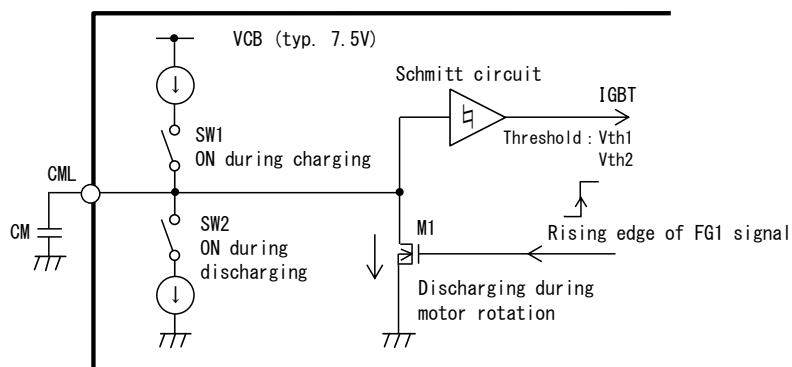 VCB (typ. 7.5V)
Schmitt circuit
IGBT
SW1
ON during charging
Threshold : Vth1
Vth2
CML
SW2
ON during
discharging
CM
M1
Rising edge of FG1 signal
Discharging during
motor rotation